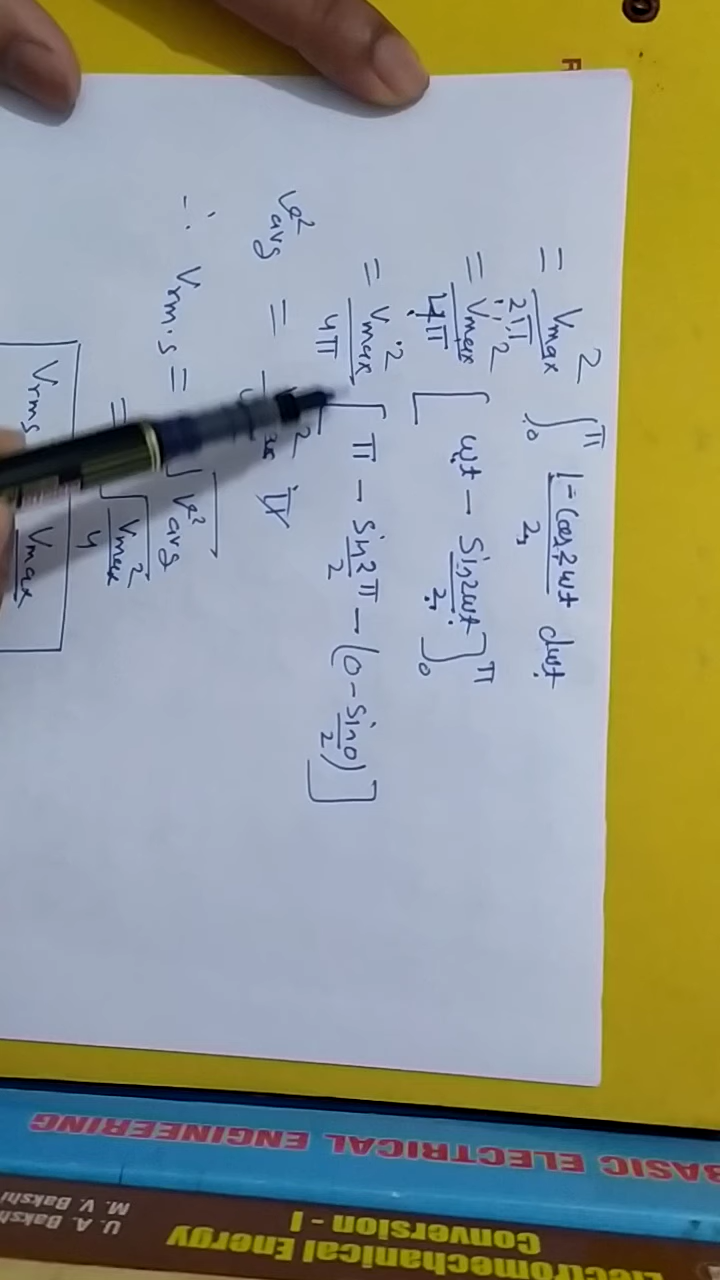 = Vmax² / 2π ∫₀^π (1 - Cos2ωt) / 2 dωt
= Vmax² / 4π [ωt - Sin2ωt / 2]₀^π
= Vmax² / 4π [π - Sin2π / 2 - (0 - Sin0 / 2)]
V²avg = π
∴ Vr.m.s = √V²avg
= √Vmax² / 4
Vrms Vmax
BASIC ELECTRICAL ENGINEERING
Electromechanical Energy
Conversion - I
U. A. Bakshi
M. V. Bakshi